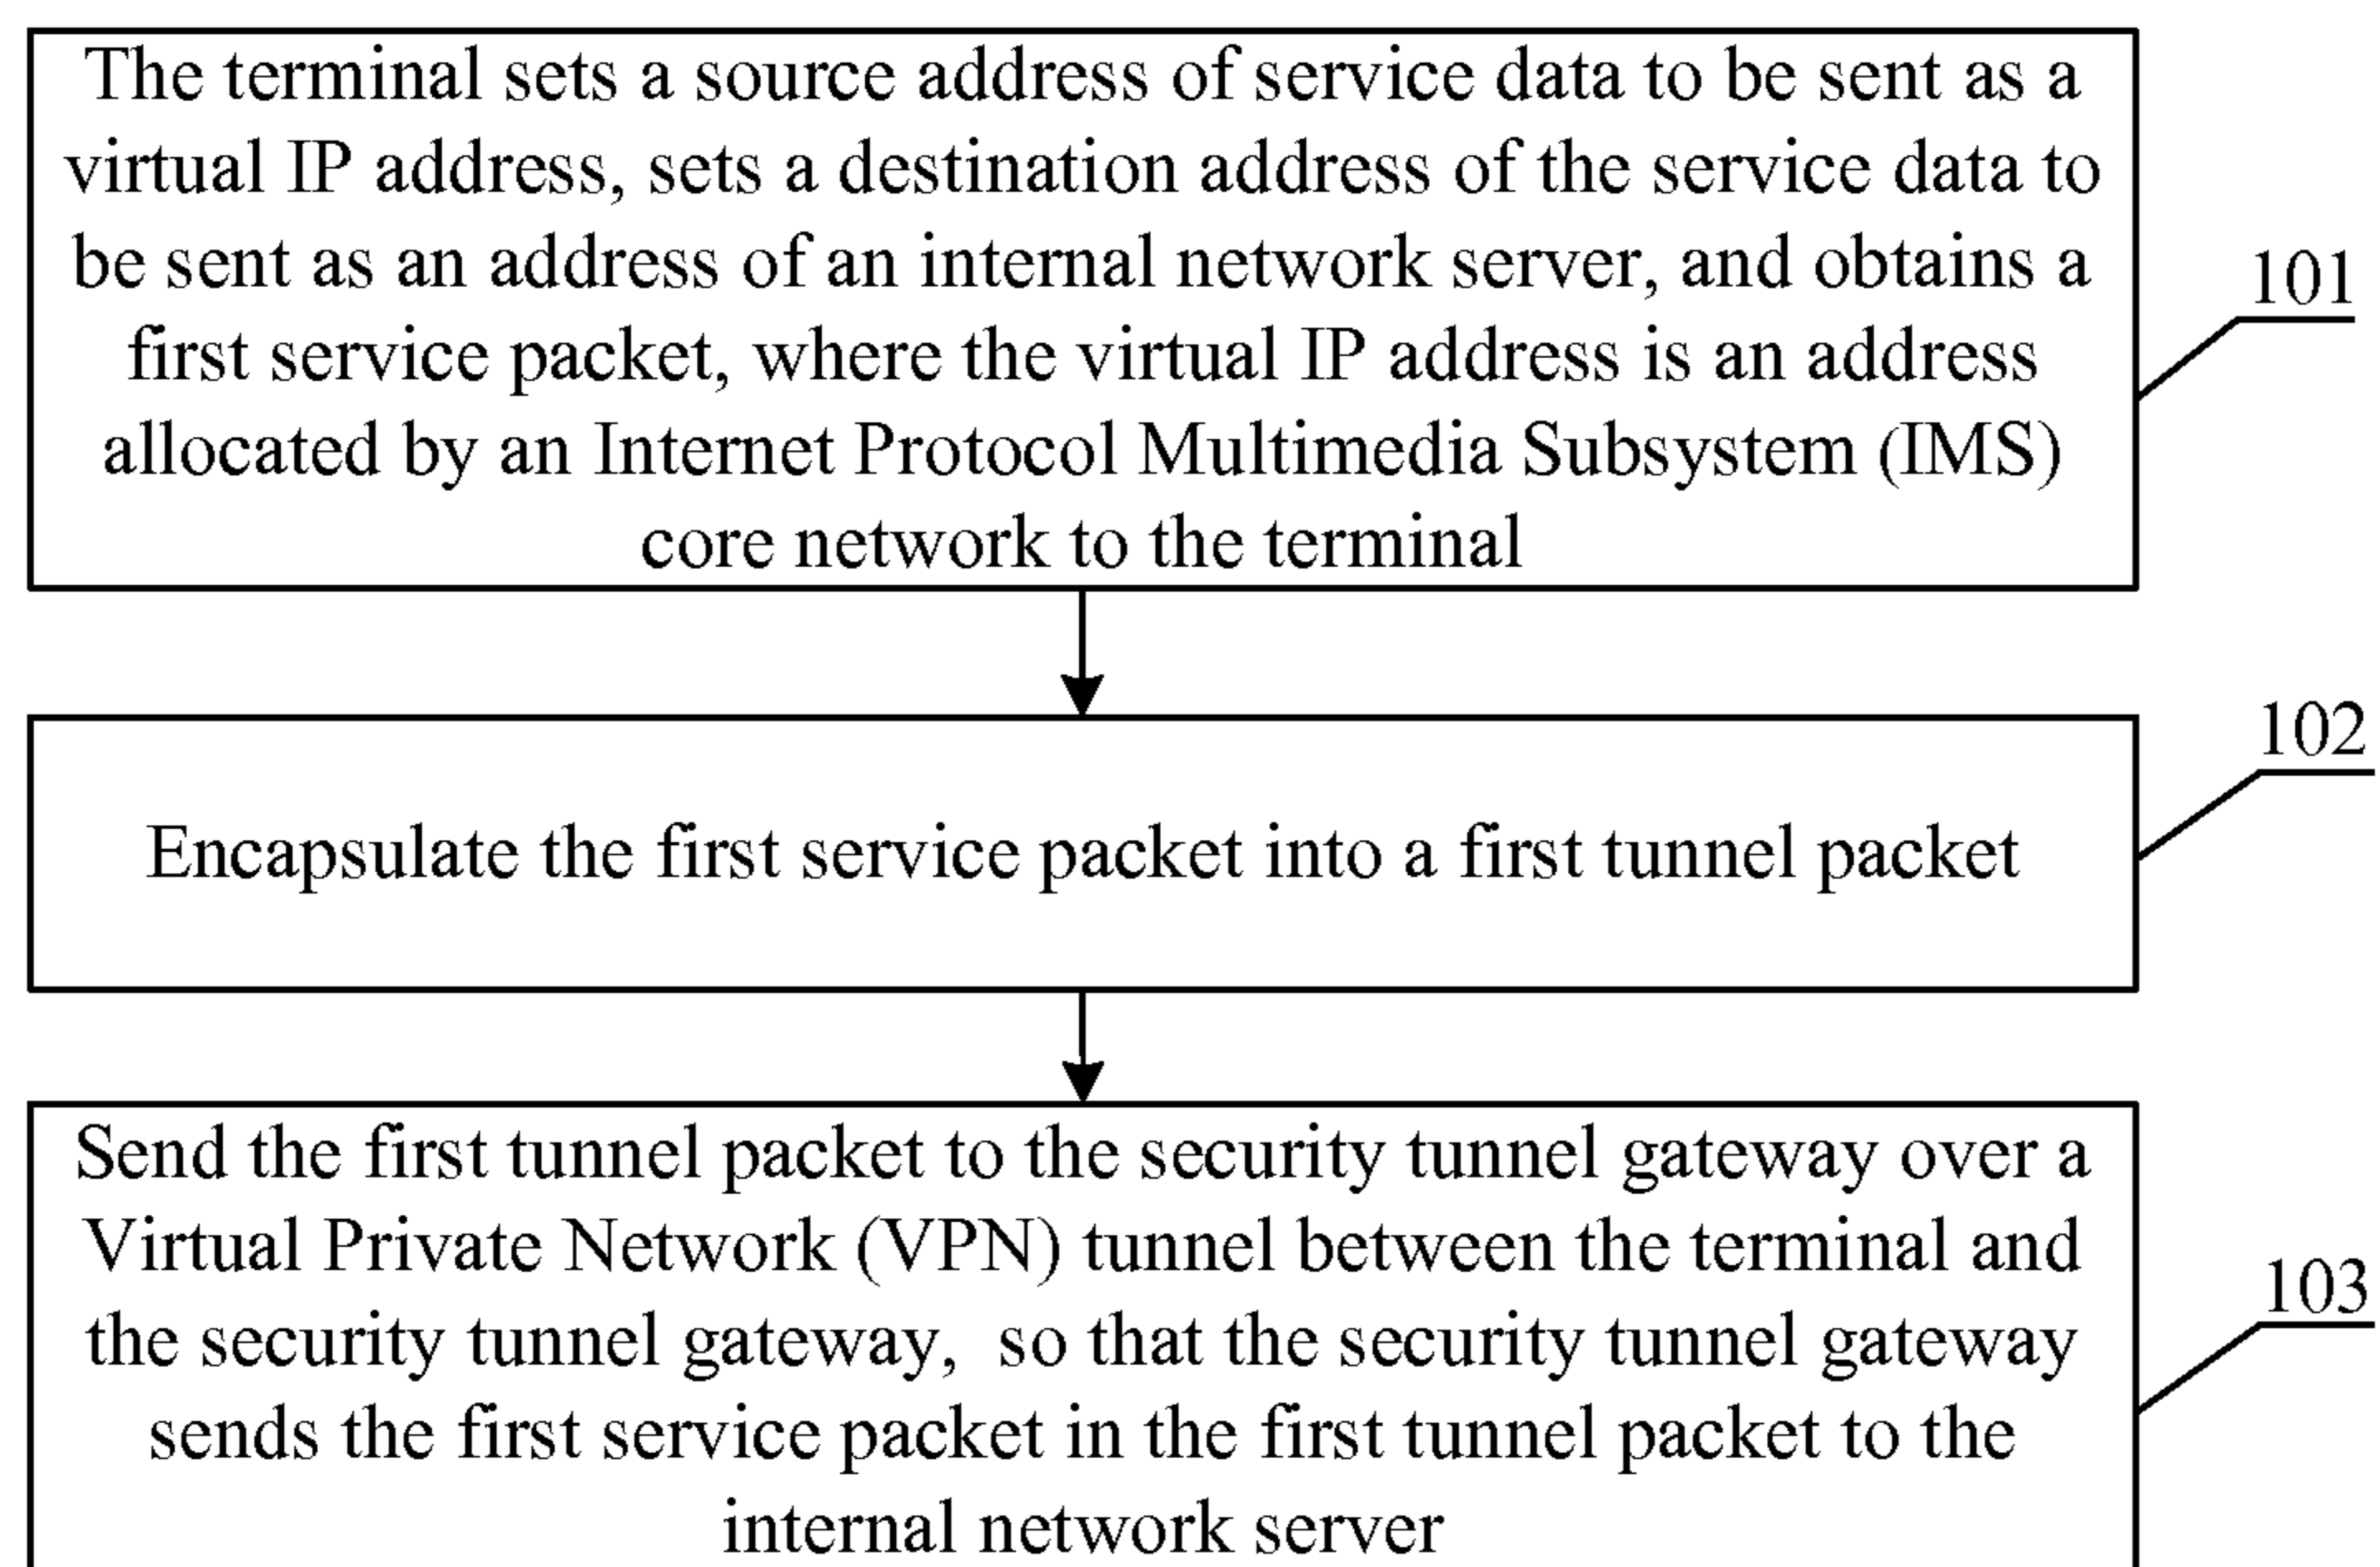 The terminal sets a source address of service data to be sent as a
virtual IP address, sets a destination address of the service data to
be sent as an address of an internal network server, and obtains a
first service packet, where the virtual IP address is an address
allocated by an Internet Protocol Multimedia Subsystem (IMS)
core network to the terminal
101
102
Encapsulate the first service packet into a first tunnel packet
Send the first tunnel packet to the security tunnel gateway over a
Virtual Private Network (VPN) tunnel between the terminal and
the security tunnel gateway, so that the security tunnel gateway
sends the first service packet in the first tunnel packet to the
internal network server
103